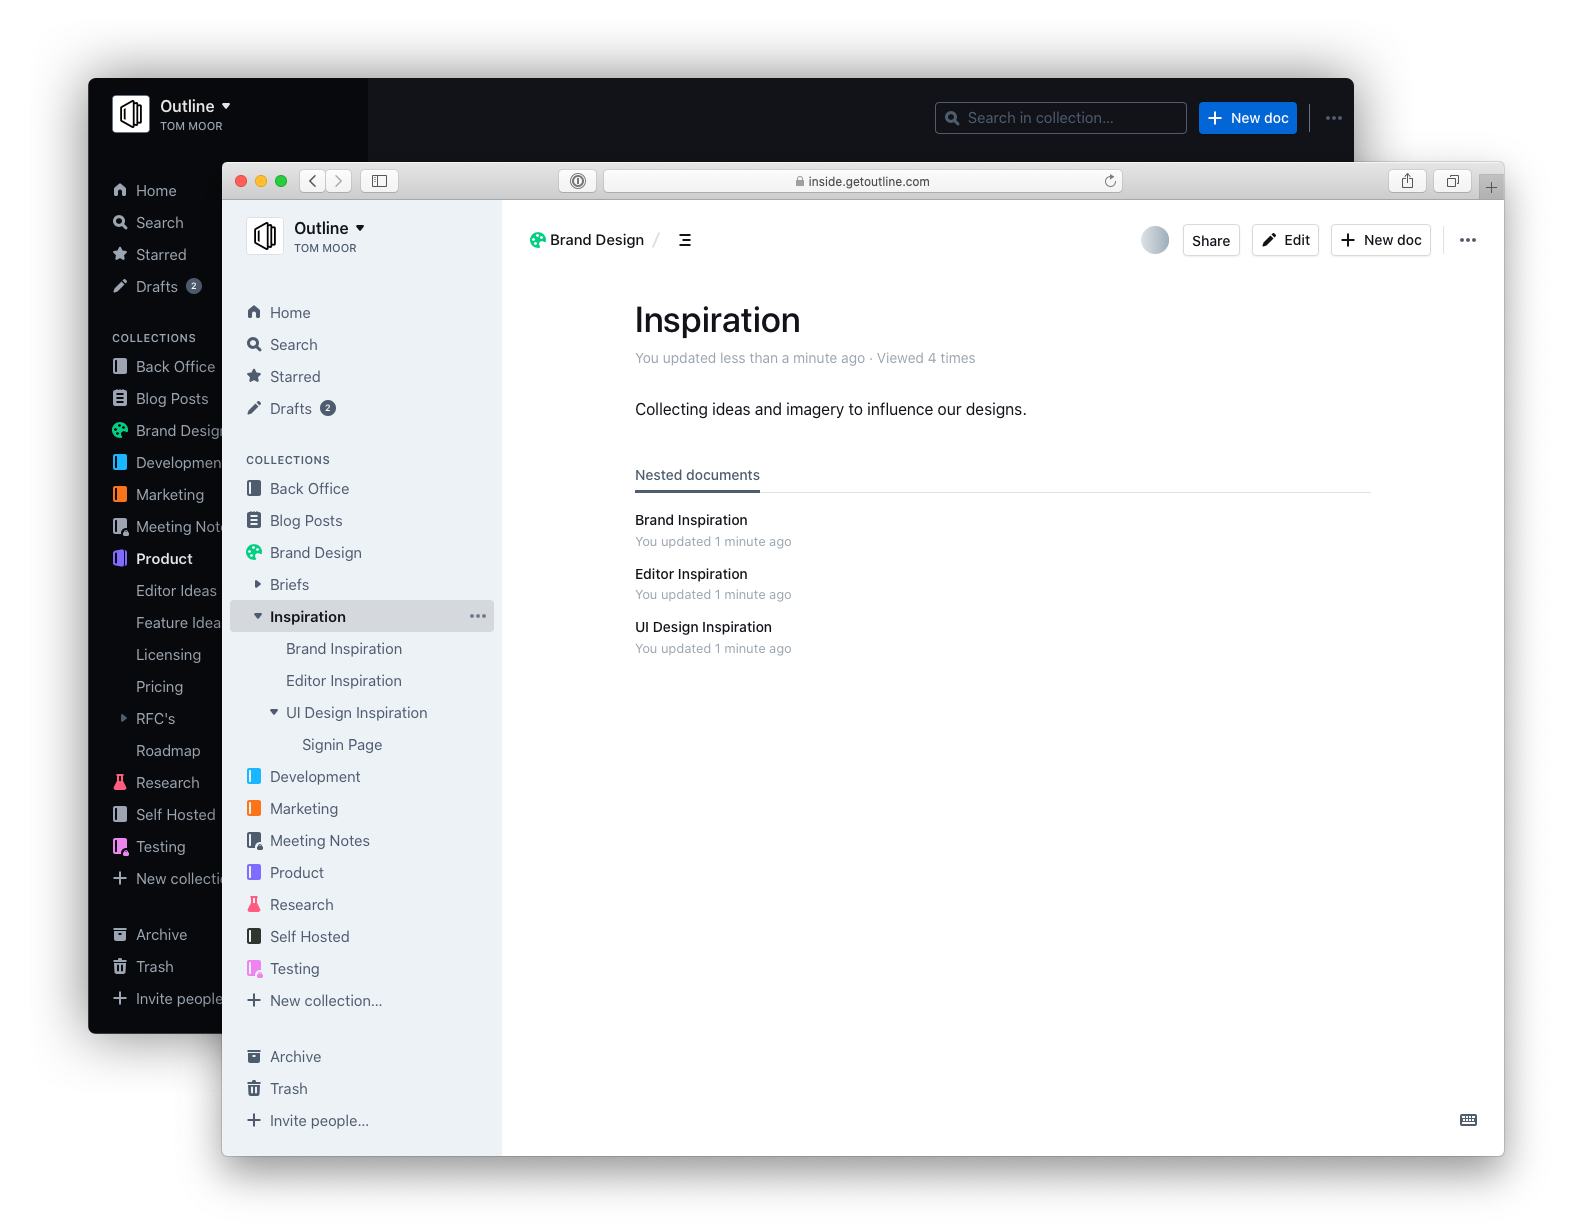 Outline
TOM MOOR
Search in collection...
New doc
Home
Search
Starred
Drafts 2
COLLECTIONS
Back Office
Blog Posts
Brand Desig
Developmen
Marketing
Meeting Not
Product
Editor Ideas
Feature Idea
Licensing
Pricing
RFC's
Roadmap
Research
Self Hosted
Testing
New collecti
Archive
Trash
Invite people
inside.getoutline.com
Outline
TOM MOOR
Home
Search
Starred
Drafts 2
COLLECTIONS
Back Office
Blog Posts
Brand Design
Briefs
Inspiration
Brand Inspiration
Editor Inspiration
UI Design Inspiration
Signin Page
Development
Marketing
Meeting Notes
Product
Research
Self Hosted
Testing
New collection...
Archive
Trash
Invite people...
Brand Design /
Share
Edit
New doc
Inspiration
You updated less than a minute ago · Viewed 4 times
Collecting ideas and imagery to influence our designs.
Nested documents
Brand Inspiration
You updated 1 minute ago
Editor Inspiration
You updated 1 minute ago
UI Design Inspiration
You updated 1 minute ago